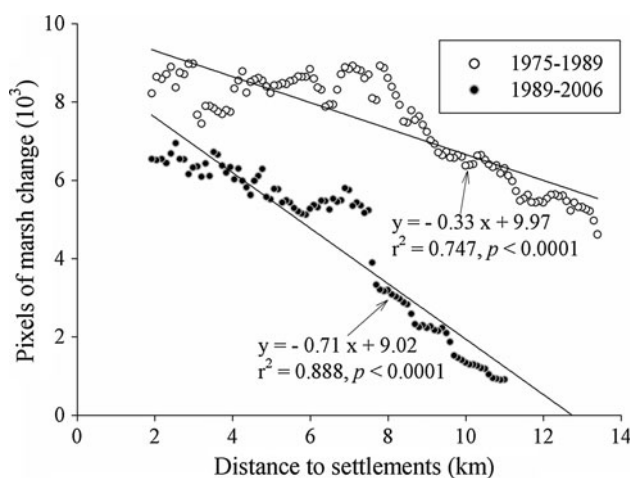 10
8
6
4
2
0
Pixels of marsh change (10³)
1975-1989
1989-2006
y = - 0.33 x + 9.97
r² = 0.747, p < 0.0001
y = - 0.71 x + 9.02
r² = 0.888, p < 0.0001
0 2 4 6 8 10 12 14
Distance to settlements (km)